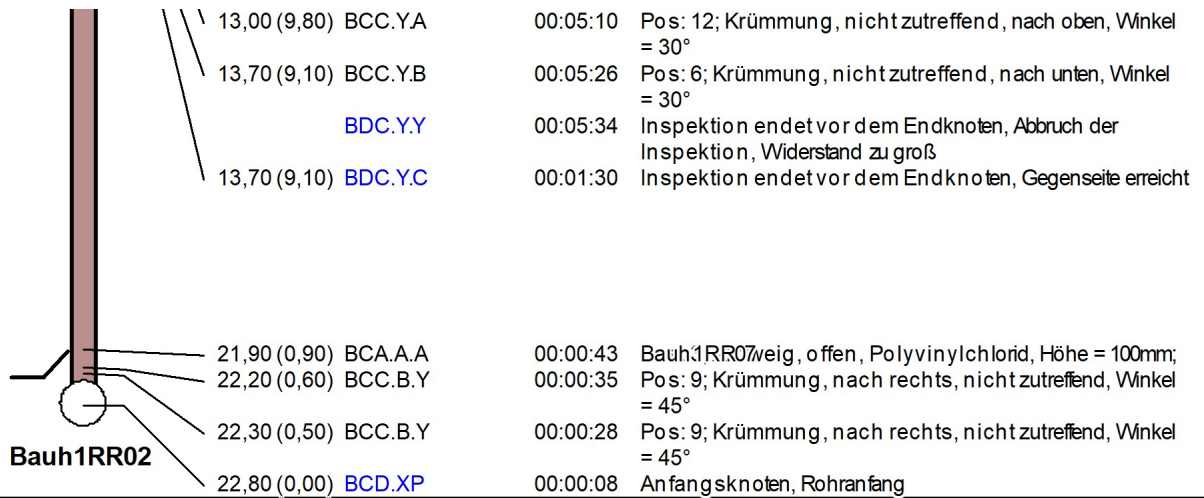 13,00 (9,80) BCC.Y.A 00:05:10 Pos: 12; Krümmung, nicht zutreffend, nach oben, Winkel
= 30°
13,70 (9,10) BCC.Y.B 00:05:26 Pos: 6; Krümmung, nicht zutreffend, nach unten, Winkel
= 30°
BDC.Y.Y 00:05:34 Inspektion endet vor dem Endknoten, Abbruch der
Inspektion, Widerstand zu groß
13,70 (9,10) BDC.Y.C 00:01:30 Inspektion endet vor dem Endknoten, Gegenseite erreicht
21,90 (0,90) BCA.A.A 00:00:43 Bauh1RR07 offen, Polyvinylchlorid, Höhe = 100mm;
22,20 (0,60) BCC.B.Y 00:00:35 Pos: 9; Krümmung, nach rechts, nicht zutreffend, Winkel
= 45°
22,30 (0,50) BCC.B.Y 00:00:28 Pos: 9; Krümmung, nach rechts, nicht zutreffend, Winkel
= 45°
Bauh1RR02
22,80 (0,00) BCD.XP 00:00:08 Anfangsknoten, Rohranfang